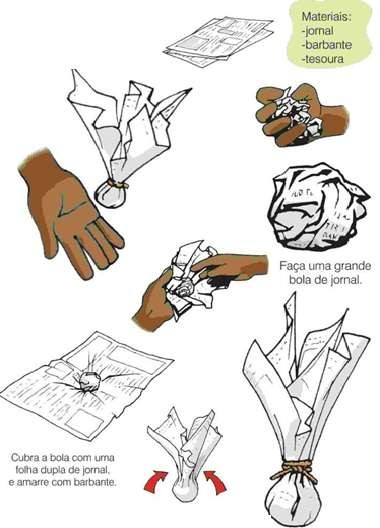 Materiais:
-jornal
-barbante
-tesoura
Faça uma grande
bola de jornal.
Cubra a bola com uma
folha dupla de jornal,
e amarre com barbante.